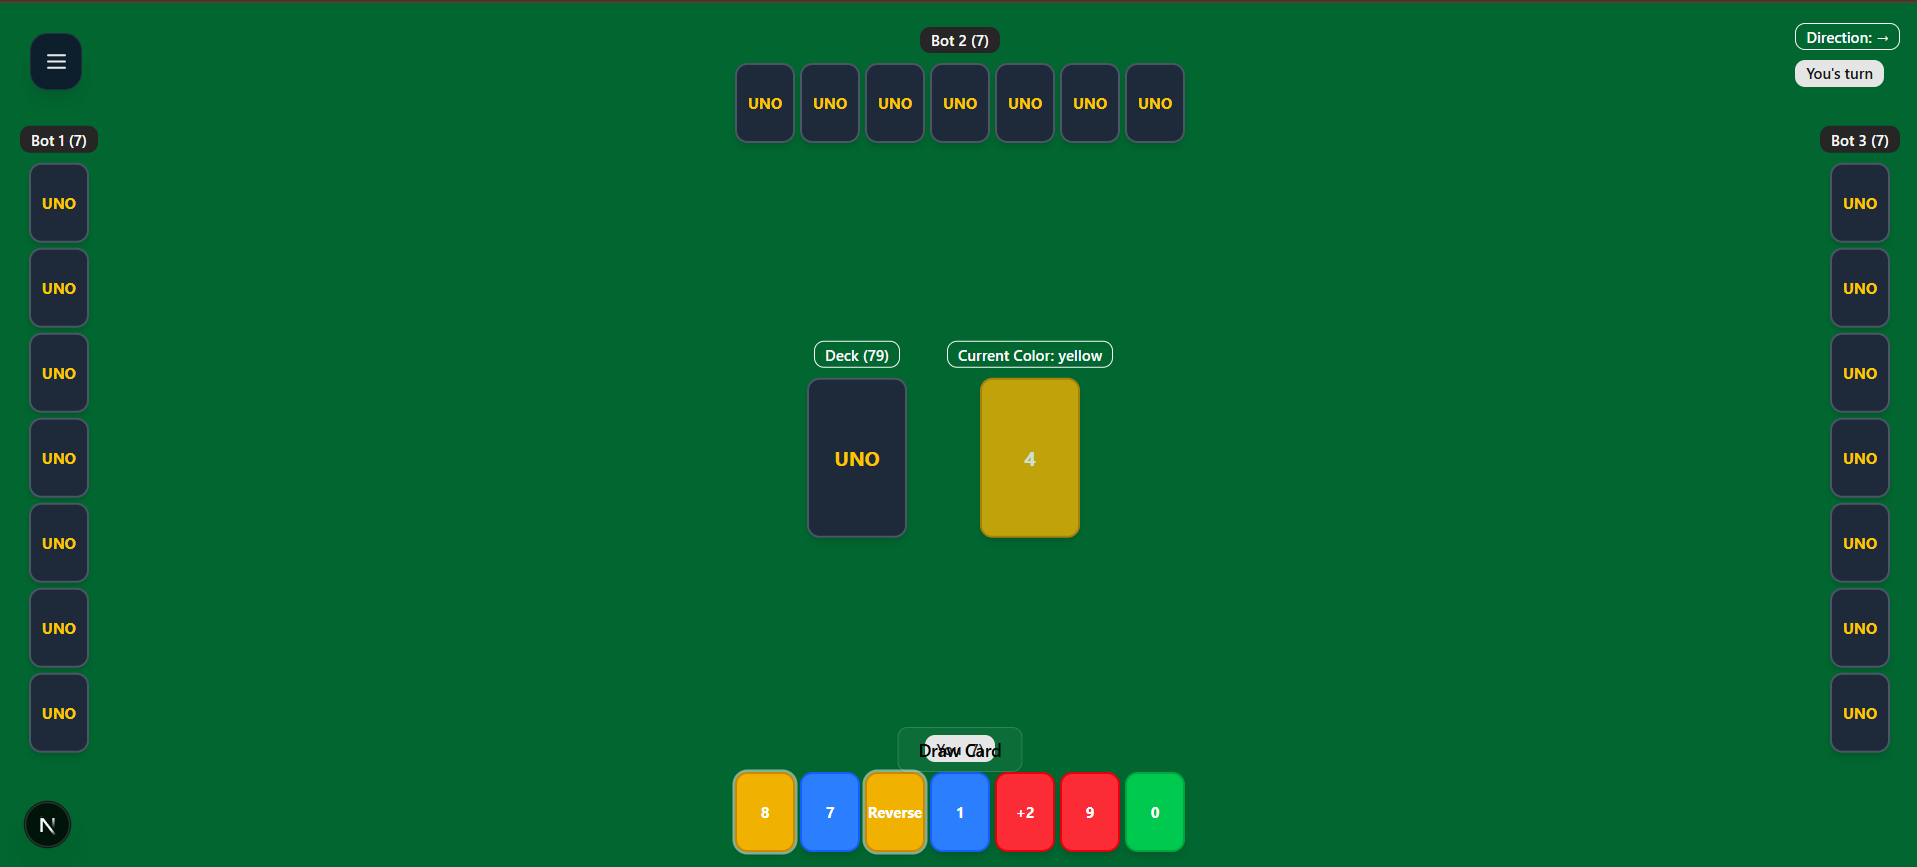 Bot 2 (7)
Direction: →
You's turn
UNO UNO UNO UNO UNO UNO UNO
Bot 1 (7)
UNO
UNO
UNO
UNO
UNO
UNO
UNO
Bot 3 (7)
UNO
UNO
UNO
UNO
UNO
UNO
UNO
Deck (79)
UNO
Current Color: yellow
4
You (7)
Draw Card
8 7 Reverse 1 +2 9 0
N